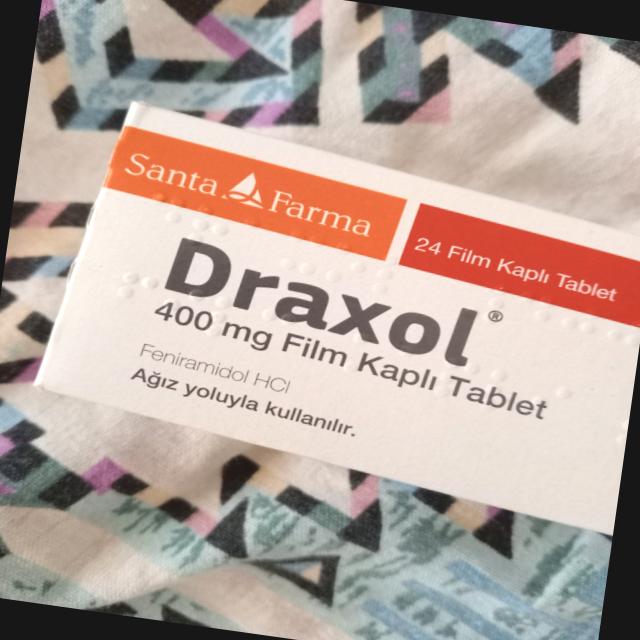 Santa Farma
24 Film Kaplı Tablet
Draxol®
400 mg Film Kaplı Tablet
Feniramidol HCl
Ağız yoluyla kullanılır.